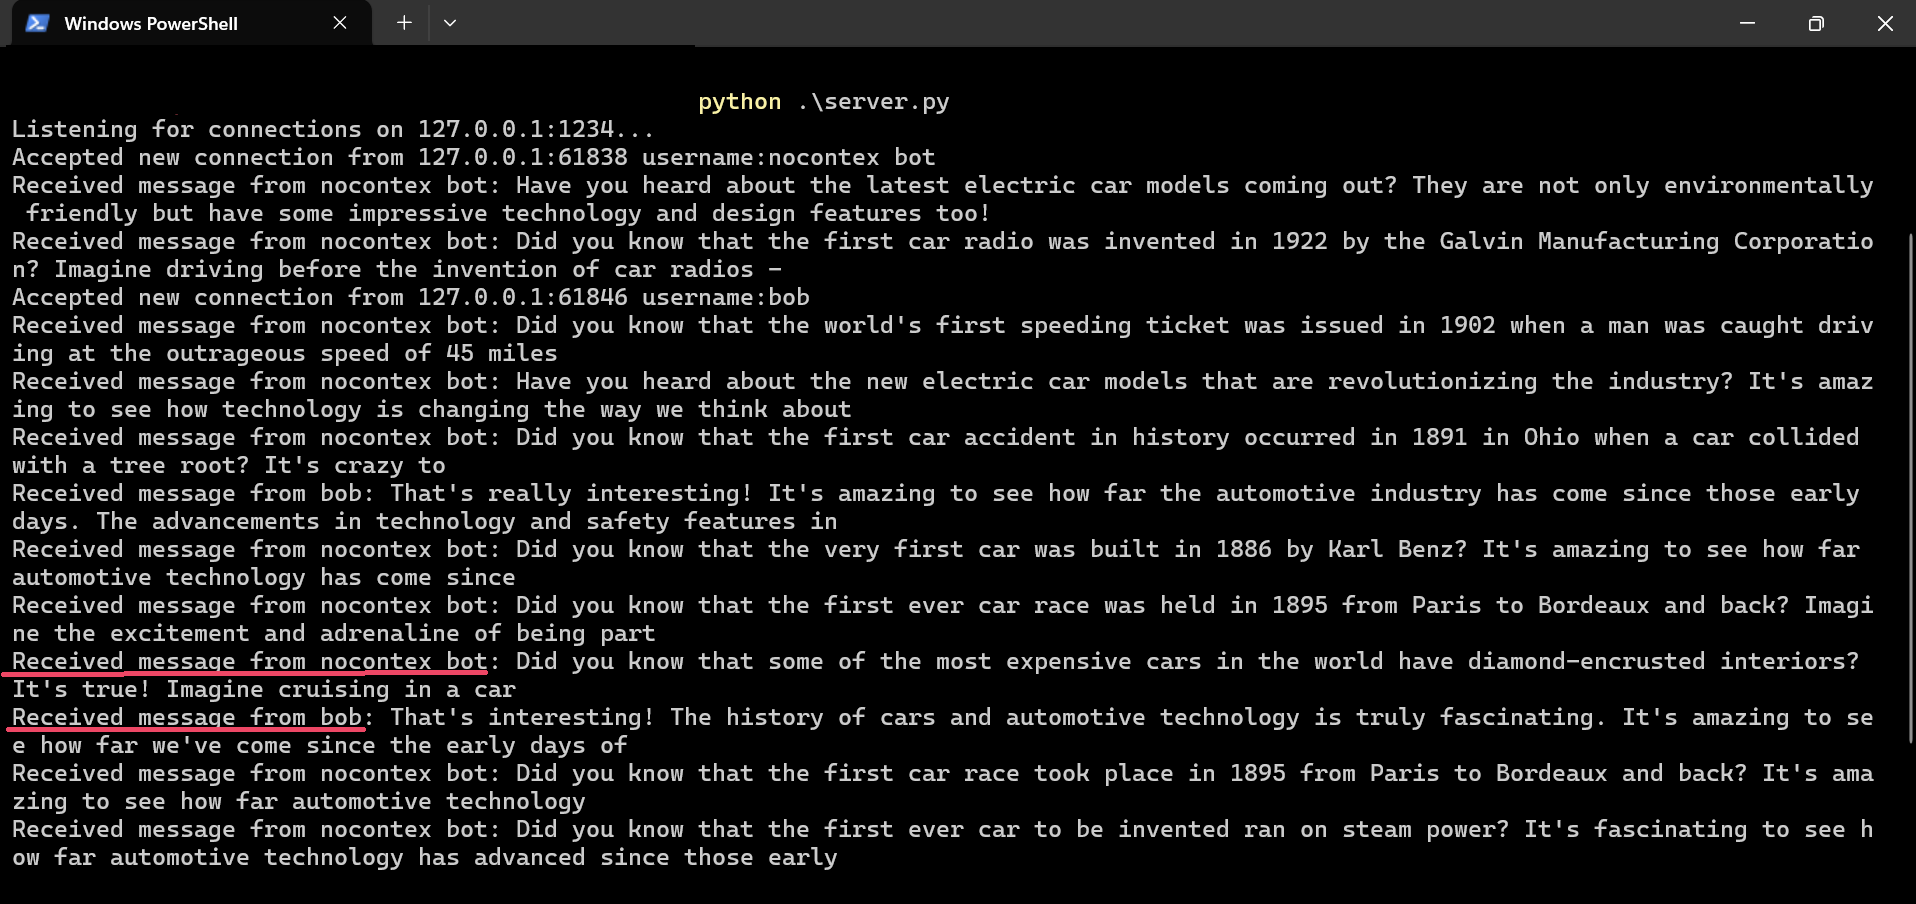 Windows PowerShell
python .\server.py
Listening for connections on 127.0.0.1:1234...
Accepted new connection from 127.0.0.1:61838 username:nocontex bot
Received message from nocontex bot: Have you heard about the latest electric car models coming out? They are not only environmentally
friendly but have some impressive technology and design features too!
Received message from nocontex bot: Did you know that the first car radio was invented in 1922 by the Galvin Manufacturing Corporatio
n? Imagine driving before the invention of car radios –
Accepted new connection from 127.0.0.1:61846 username:bob
Received message from nocontex bot: Did you know that the world's first speeding ticket was issued in 1902 when a man was caught driv
ing at the outrageous speed of 45 miles
Received message from nocontex bot: Have you heard about the new electric car models that are revolutionizing the industry? It's amaz
ing to see how technology is changing the way we think about
Received message from nocontex bot: Did you know that the first car accident in history occurred in 1891 in Ohio when a car collided
with a tree root? It's crazy to
Received message from bob: That's really interesting! It's amazing to see how far the automotive industry has come since those early
days. The advancements in technology and safety features in
Received message from nocontex bot: Did you know that the very first car was built in 1886 by Karl Benz? It's amazing to see how far
automotive technology has come since
Received message from nocontex bot: Did you know that the first ever car race was held in 1895 from Paris to Bordeaux and back? Imagi
ne the excitement and adrenaline of being part
Received message from nocontex bot: Did you know that some of the most expensive cars in the world have diamond-encrusted interiors?
It's true! Imagine cruising in a car
Received message from bob: That's interesting! The history of cars and automotive technology is truly fascinating. It's amazing to se
e how far we've come since the early days of
Received message from nocontex bot: Did you know that the first car race took place in 1895 from Paris to Bordeaux and back? It's ama
zing to see how far automotive technology
Received message from nocontex bot: Did you know that the first ever car to be invented ran on steam power? It's fascinating to see h
ow far automotive technology has advanced since those early